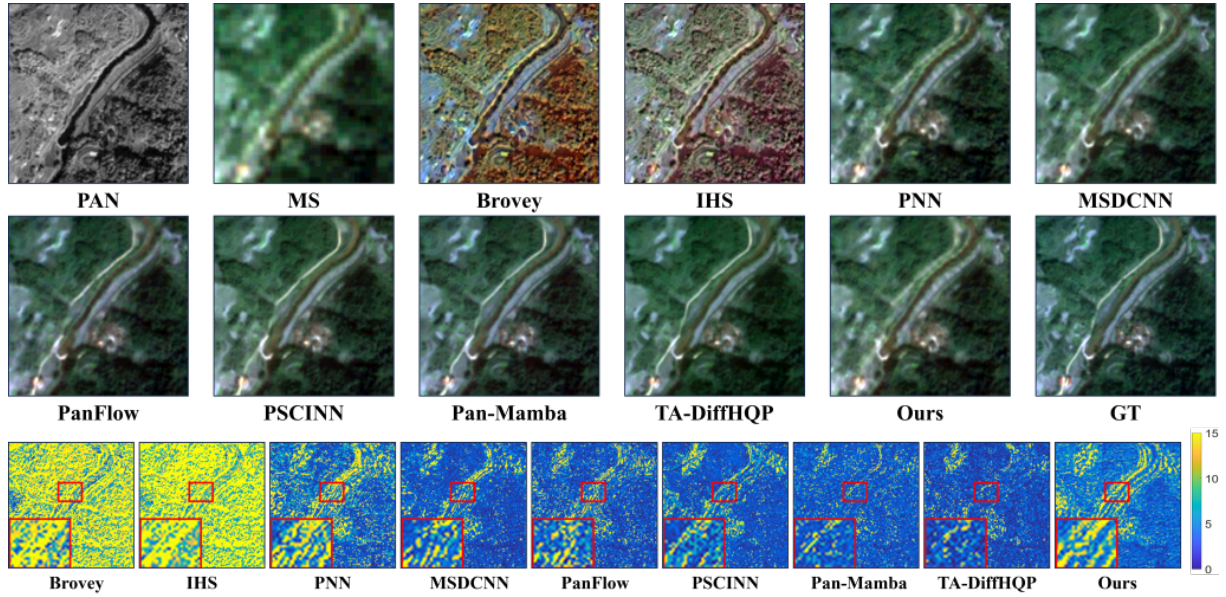 PAN MS Brovey IHS PNN MSDCNN
PanFlow PSCINN Pan-Mamba TA-DiffHQP Ours GT
15
10
5
0
Brovey IHS PNN MSDCNN PanFlow PSCINN Pan-Mamba TA-DiffHQP Ours